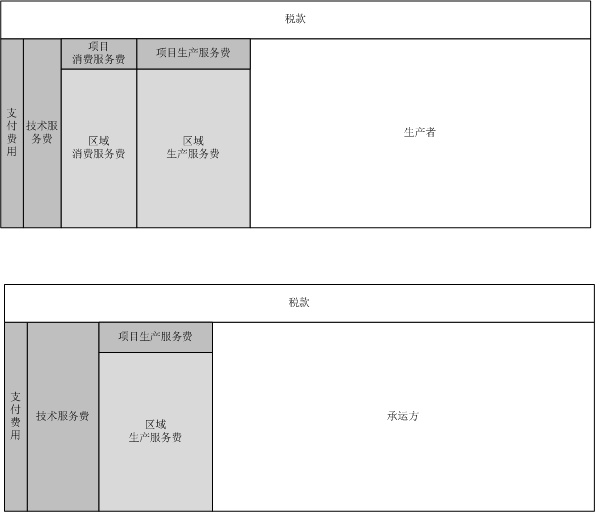 税款
支
付
费
用
技术服
务费
项目
消费服务费
项目生产服务费
区域
消费服务费
区域
生产服务费
生产者
税款
支
付
费
用
技术服务费
项目生产服务费
区域
生产服务费
承运方